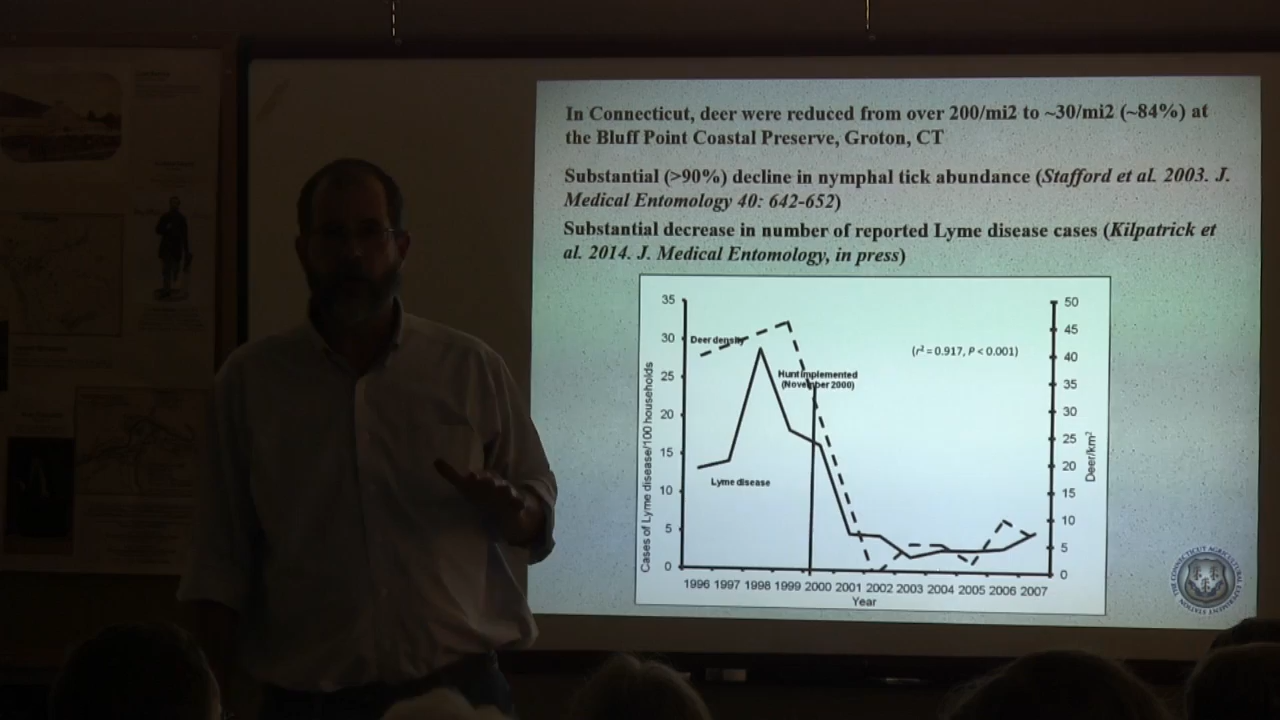 In Connecticut, deer were reduced from over 200/mi2 to ~30/mi2 (~84%) at
the Bluff Point Coastal Preserve, Groton, CT
Substantial (>90%) decline in nymphal tick abundance (Stafford et al. 2003. J.
Medical Entomology 40: 642-652)
Substantial decrease in number of reported Lyme disease cases (Kilpatrick et
al. 2014. J. Medical Entomology, in press)
35
30
25
20
15
10
5
0
Cases of Lyme disease/100 households
Deer density
Hunt implemented
(November 2000)
(r² = 0.917, P < 0.001)
Lyme disease
50
45
40
35
30
25
20
15
10
5
0
Deer/km²
1996 1997 1998 1999 2000 2001 2002 2003 2004 2005 2006 2007
Year
THE CONNECTICUT AGRICULTURAL EXPERIMENT STATION